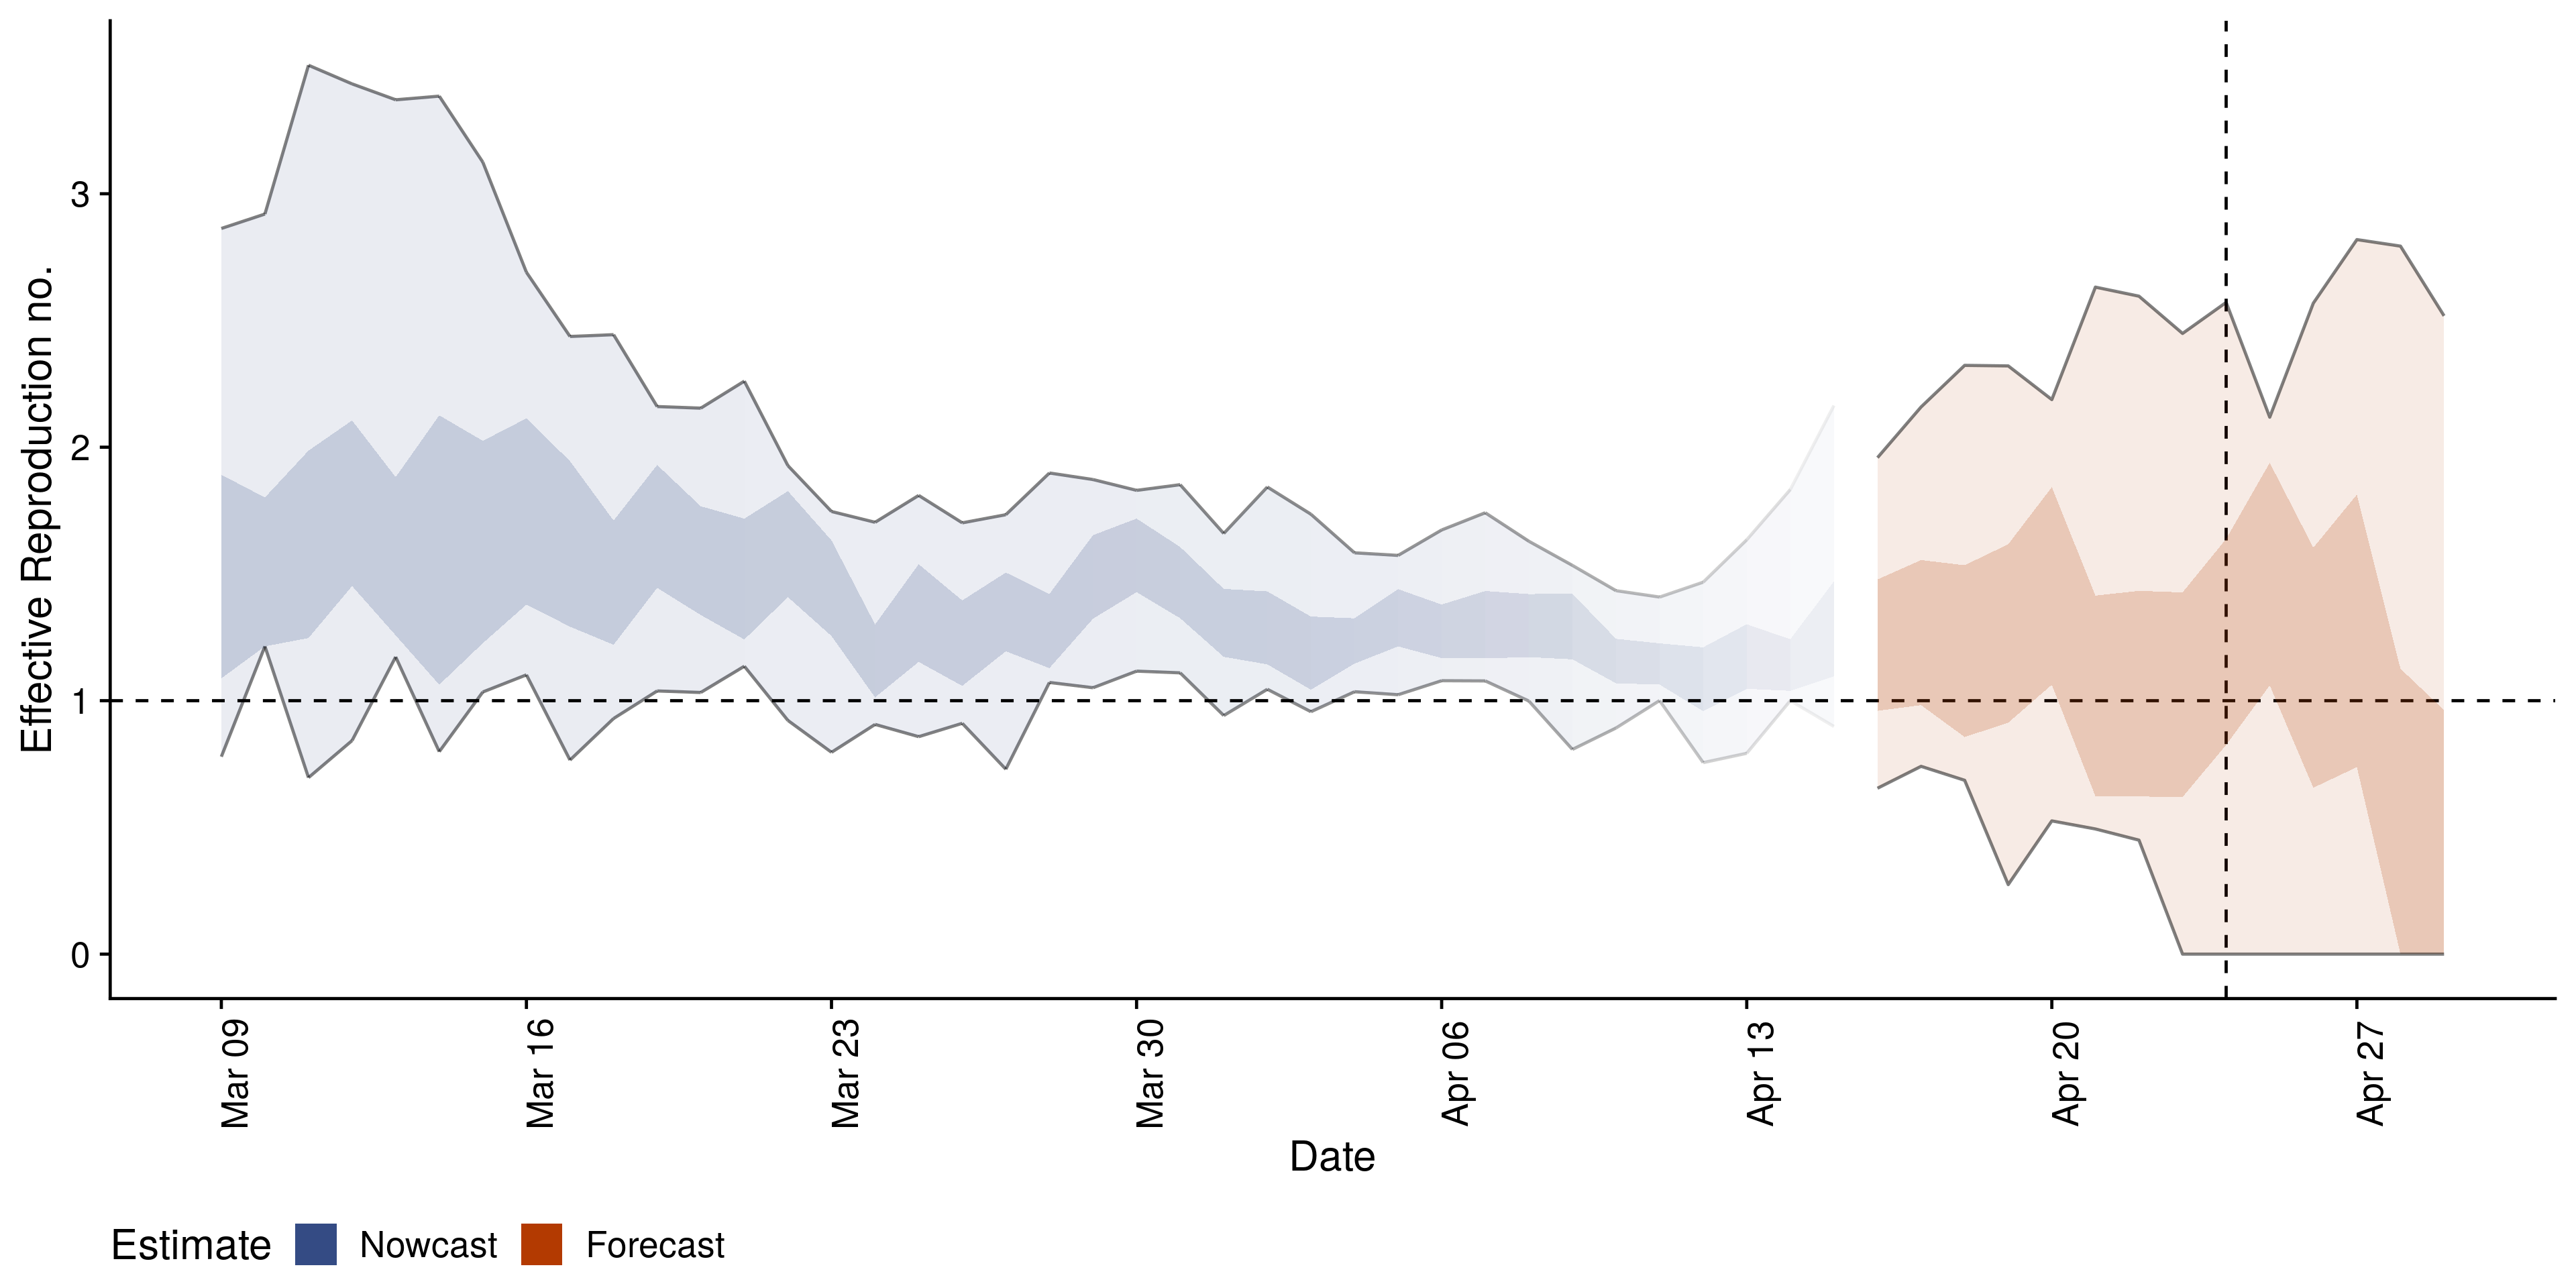 Effective Reproduction no.
3
2
1
0
Mar 09
Mar 16
Mar 23
Mar 30
Apr 06
Apr 13
Apr 20
Apr 27
Date
Estimate Nowcast Forecast